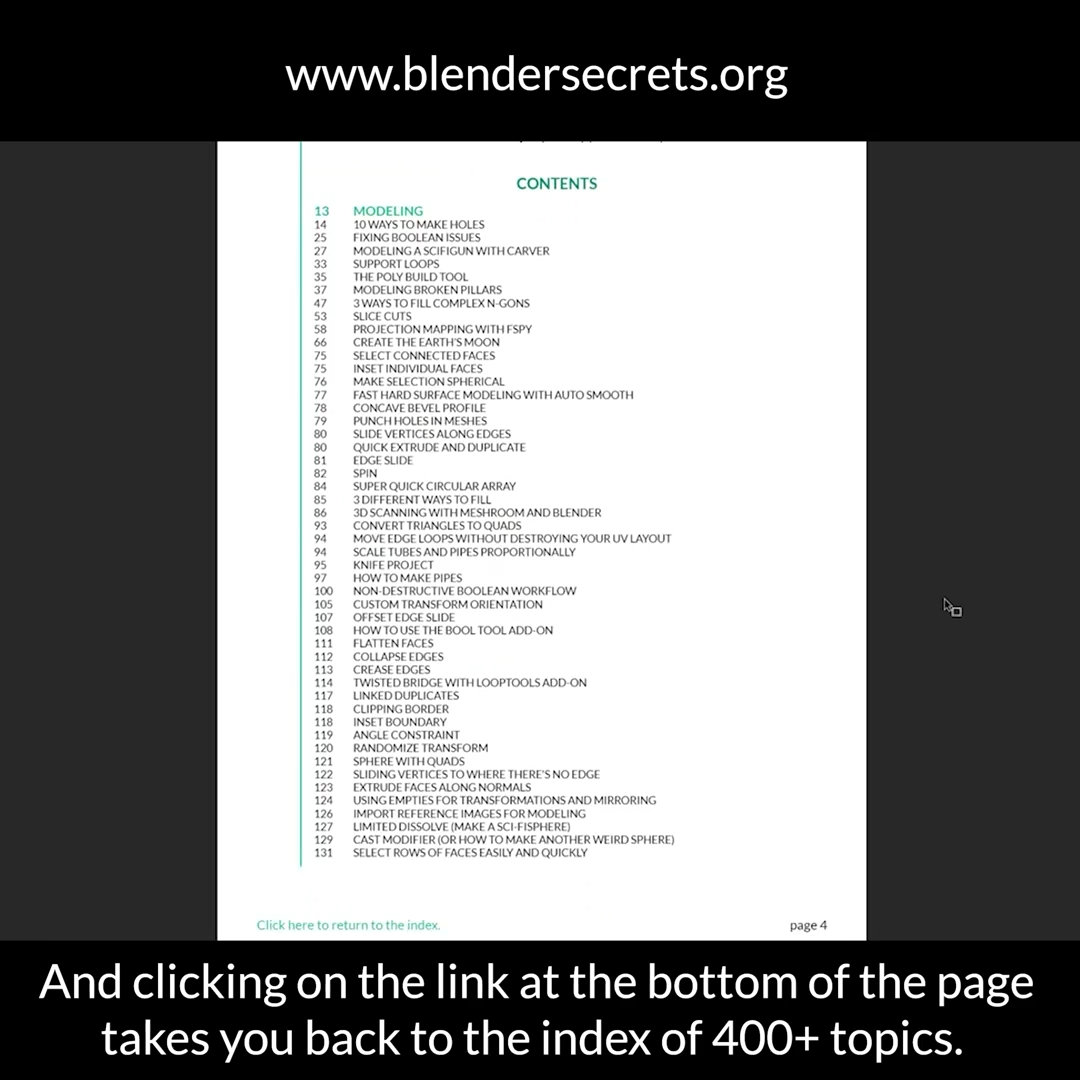 www.blendersecrets.org
CONTENTS
13 MODELING
14 10 WAYS TO MAKE HOLES
25 FIXING BOOLEAN ISSUES
27 MODELING A SCIFIGUN WITH CARVER
33 SUPPORT LOOPS
35 THE POLY BUILD TOOL
37 MODELING BROKEN PILLARS
47 3 WAYS TO FILL COMPLEX N-GONS
53 SLICE CUTS
58 PROJECTION MAPPING WITH FSPY
66 CREATE THE EARTH'S MOON
75 SELECT CONNECTED FACES
75 INSET INDIVIDUAL FACES
76 MAKE SELECTION SPHERICAL
77 FAST HARD SURFACE MODELING WITH AUTO SMOOTH
78 CONCAVE BEVEL PROFILE
79 PUNCH HOLES IN MESHES
80 SLIDE VERTICES ALONG EDGES
80 QUICK EXTRUDE AND DUPLICATE
81 EDGE SLIDE
82 SPIN
84 SUPER QUICK CIRCULAR ARRAY
85 3 DIFFERENT WAYS TO FILL
86 3D SCANNING WITH MESHROOM AND BLENDER
93 CONVERT TRIANGLES TO QUADS
94 MOVE EDGE LOOPS WITHOUT DESTROYING YOUR UV LAYOUT
94 SCALE TUBES AND PIPES PROPORTIONALLY
95 KNIFE PROJECT
97 HOW TO MAKE PIPES
100 NON-DESTRUCTIVE BOOLEAN WORKFLOW
105 CUSTOM TRANSFORM ORIENTATION
107 OFFSET EDGE SLIDE
108 HOW TO USE THE BOOL TOOL ADD-ON
111 FLATTEN FACES
112 COLLAPSE EDGES
113 CREASE EDGES
114 TWISTED BRIDGE WITH LOOPTOOLS ADD-ON
117 LINKED DUPLICATES
118 CLIPPING BORDER
118 INSET BOUNDARY
119 ANGLE CONSTRAINT
120 RANDOMIZE TRANSFORM
121 SPHERE WITH QUADS
122 SLIDING VERTICES TO WHERE THERE'S NO EDGE
123 EXTRUDE FACES ALONG NORMALS
124 USING EMPTIES FOR TRANSFORMATIONS AND MIRRORING
126 IMPORT REFERENCE IMAGES FOR MODELING
127 LIMITED DISSOLVE (MAKE A SCI-FISPHERE)
129 CAST MODIFIER (OR HOW TO MAKE ANOTHER WEIRD SPHERE)
131 SELECT ROWS OF FACES EASILY AND QUICKLY
Click here to return to the index. page 4
And clicking on the link at the bottom of the page
takes you back to the index of 400+ topics.